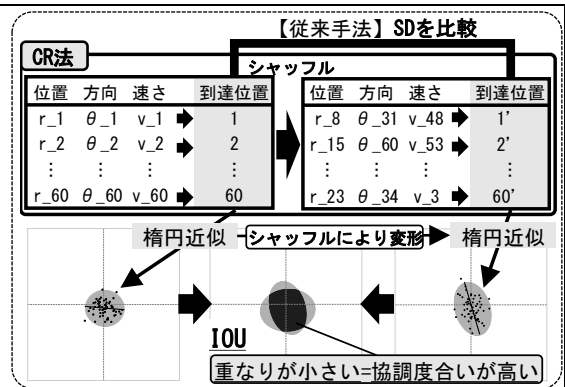 【従来手法】SDを比較
CR法
シャッフル
位置 方向 速さ 到達位置
r_1 θ_1 v_1 1
r_2 θ_2 v_2 2
⋮ ⋮ ⋮ ⋮
r_60 θ_60 v_60 60
位置 方向 速さ 到達位置
r_8 θ_31 v_48 1'
r_15 θ_60 v_53 2'
⋮ ⋮ ⋮ ⋮
r_23 θ_34 v_3 60'
楕円近似 シャッフルにより変形 楕円近似
IOU
重なりが小さい=協調度合いが高い